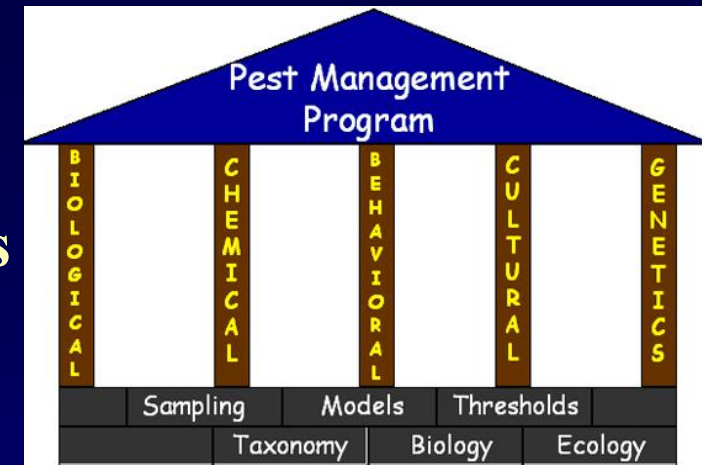 Pest Management
Program
BIOLOGICAL
CHEMICAL
BEHAVIORAL
CULTURAL
GENETICS
s
Sampling Models Thresholds
Taxonomy Biology Ecology